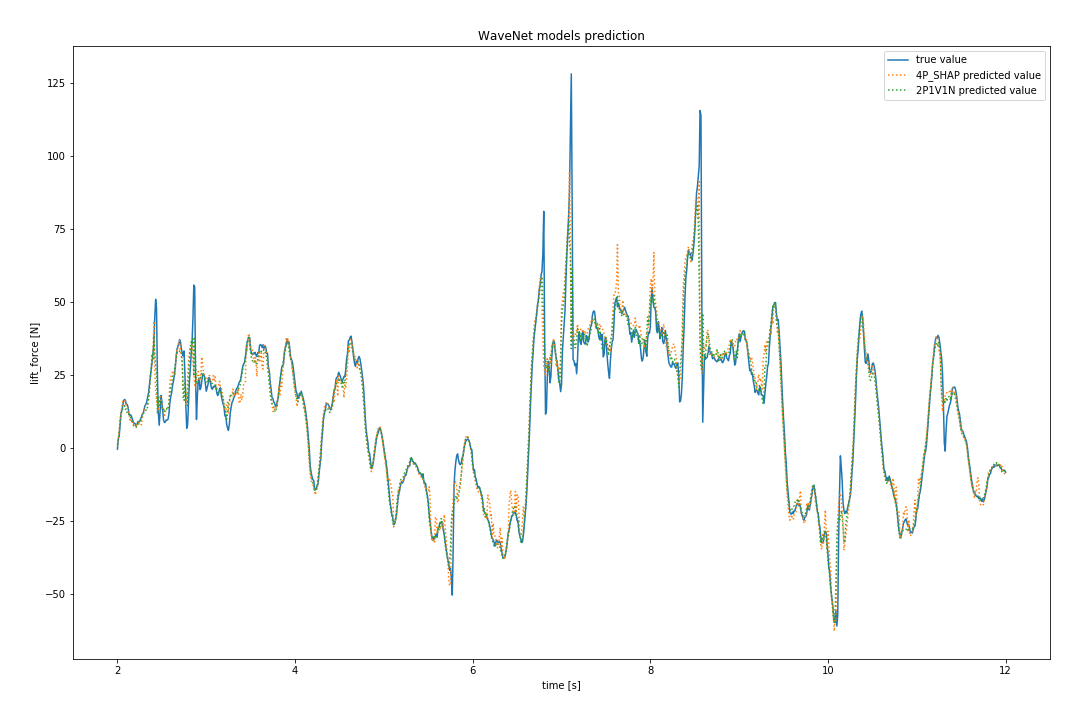 WaveNet models prediction
true value
4P_SHAP predicted value
2P1V1N predicted value
lift_force [N]
125
100
75
50
25
0
−25
−50
2
4
6
8
10
12
time [s]